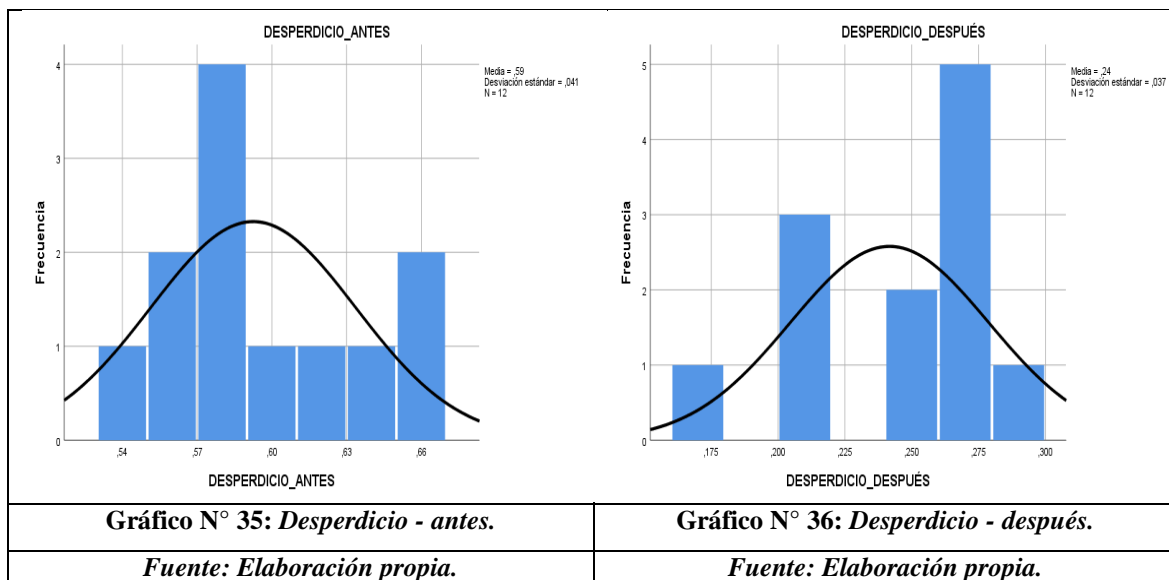 DESPERDICIO_ANTES
Media = ,59
Desviación estándar = ,041
N = 12
4
3
2
1
0
Frecuencia
,54 ,57 ,60 ,63 ,66
DESPERDICIO_ANTES
DESPERDICIO_DESPUÉS
Media = ,24
Desviación estándar = ,037
N = 12
5
4
3
2
1
0
Frecuencia
,175 ,200 ,225 ,250 ,275 ,300
DESPERDICIO_DESPUÉS
Gráfico N° 35: Desperdicio - antes.
Gráfico N° 36: Desperdicio - después.
Fuente: Elaboración propia.
Fuente: Elaboración propia.